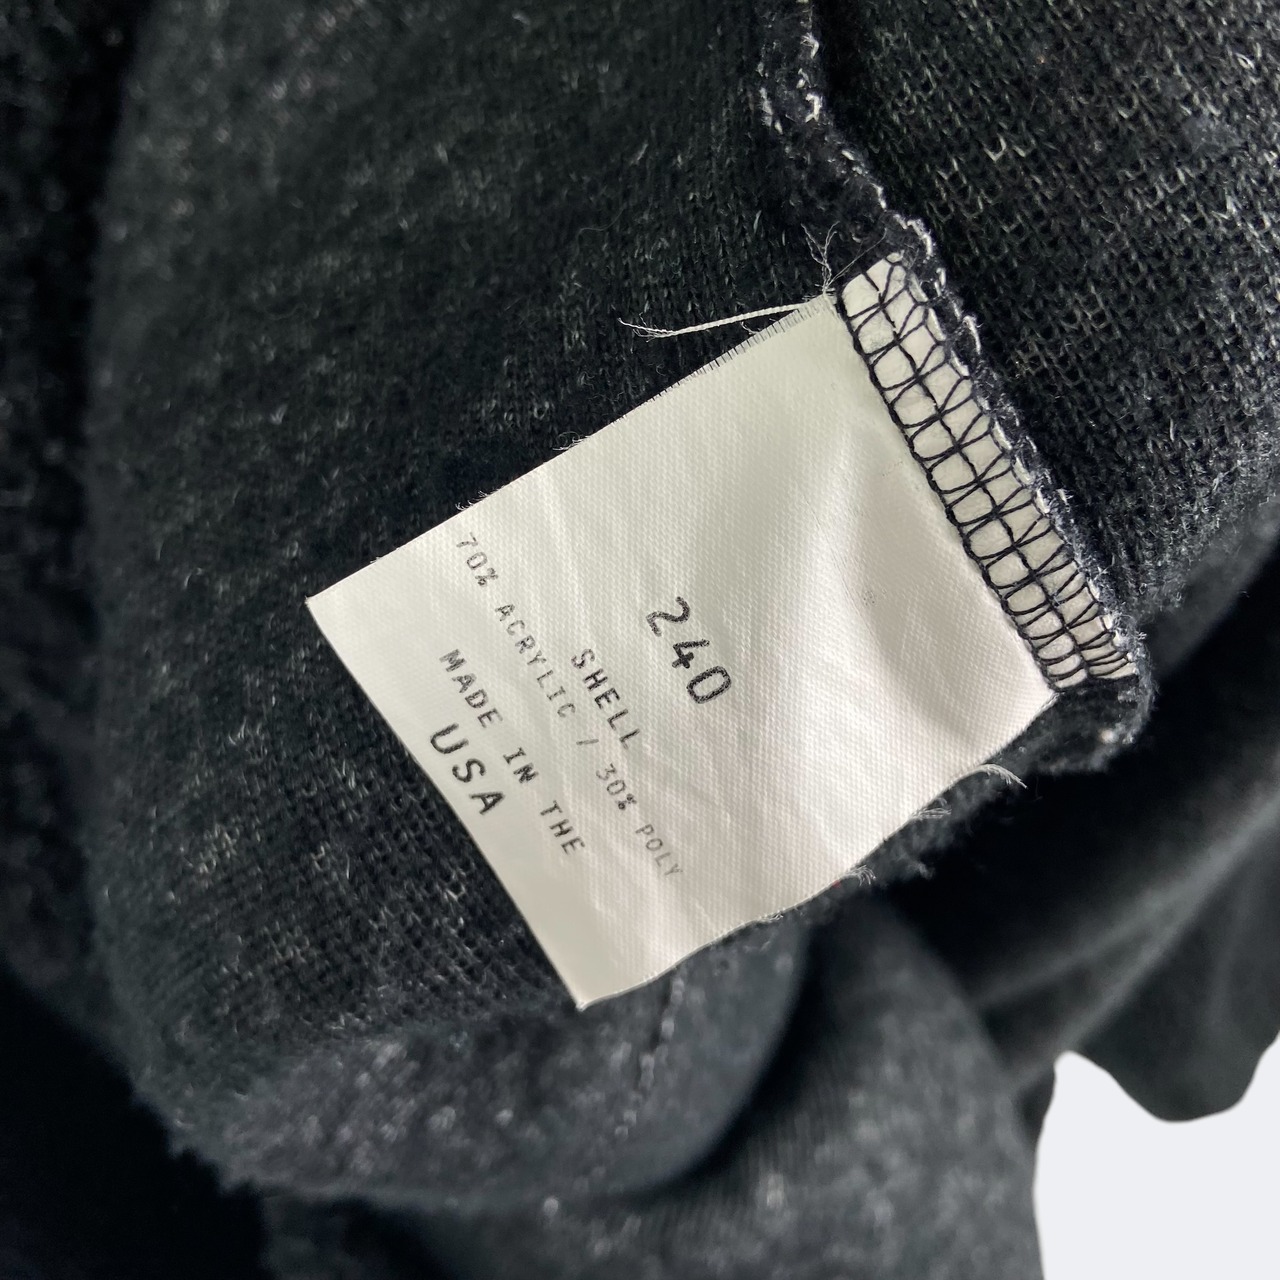 240
SHELL
70% ACRYLIC / 30% POLY
MADE IN THE
USA